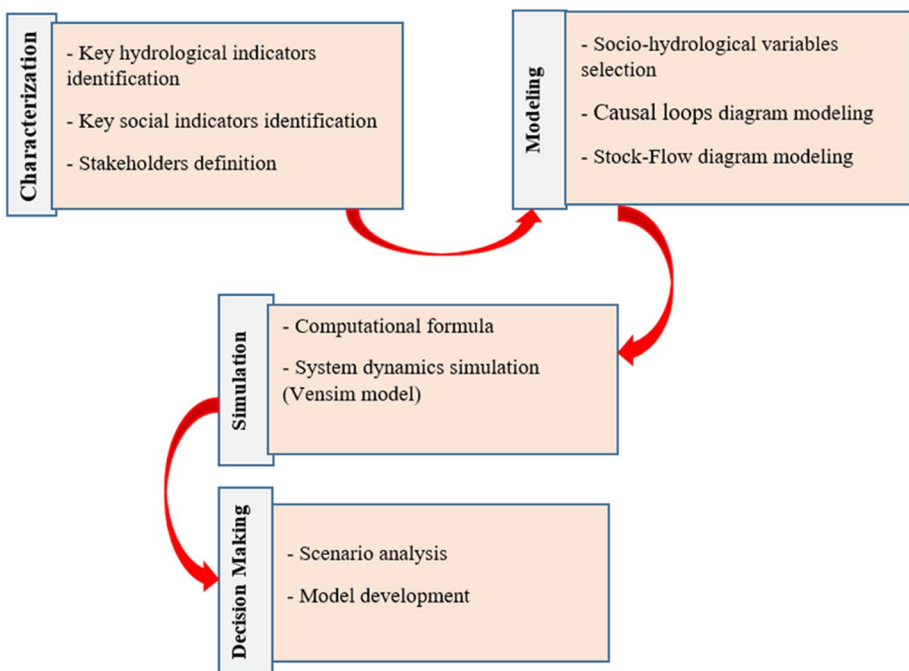 Characterization
- Key hydrological indicators
identification
- Key social indicators identification
- Stakeholders definition
Modeling
- Socio-hydrological variables
selection
- Causal loops diagram modeling
- Stock-Flow diagram modeling
Simulation
- Computational formula
- System dynamics simulation
(Vensim model)
Decision Making
- Scenario analysis
- Model development